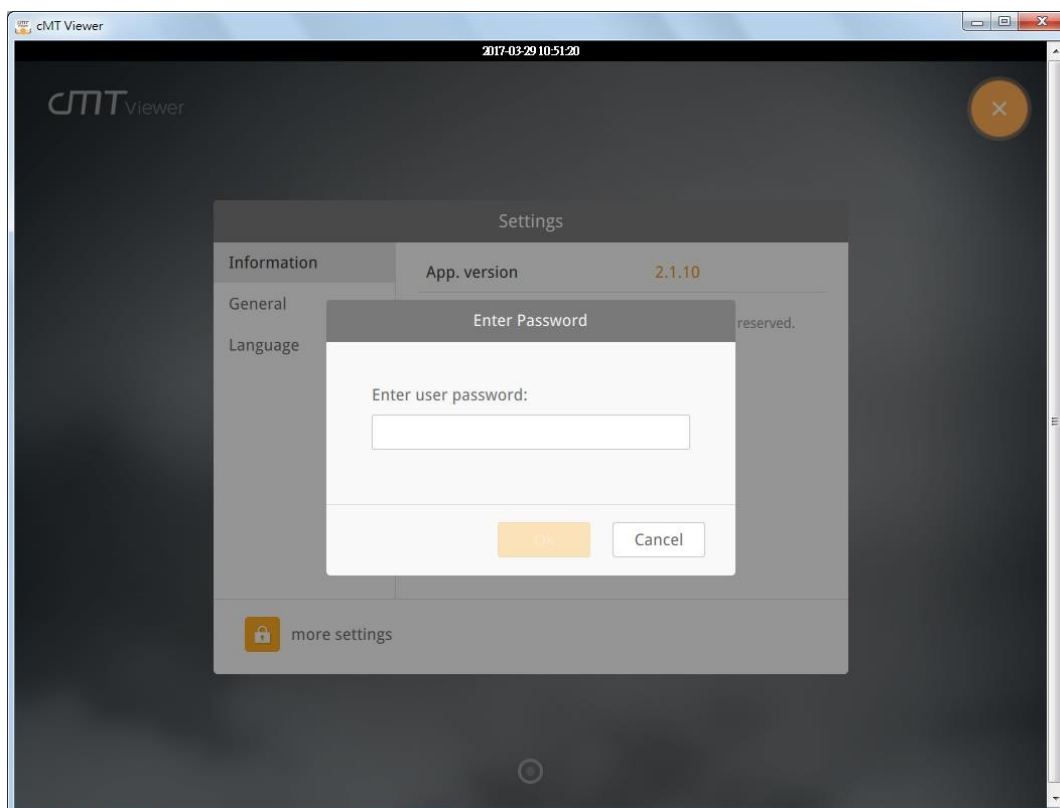 cMT Viewer
2017-03-29 10:51:20
cMT Viewer
Settings
Information
App. version 2.1.10
General
Enter Password
reserved.
Language
Enter user password:
OK
Cancel
more settings